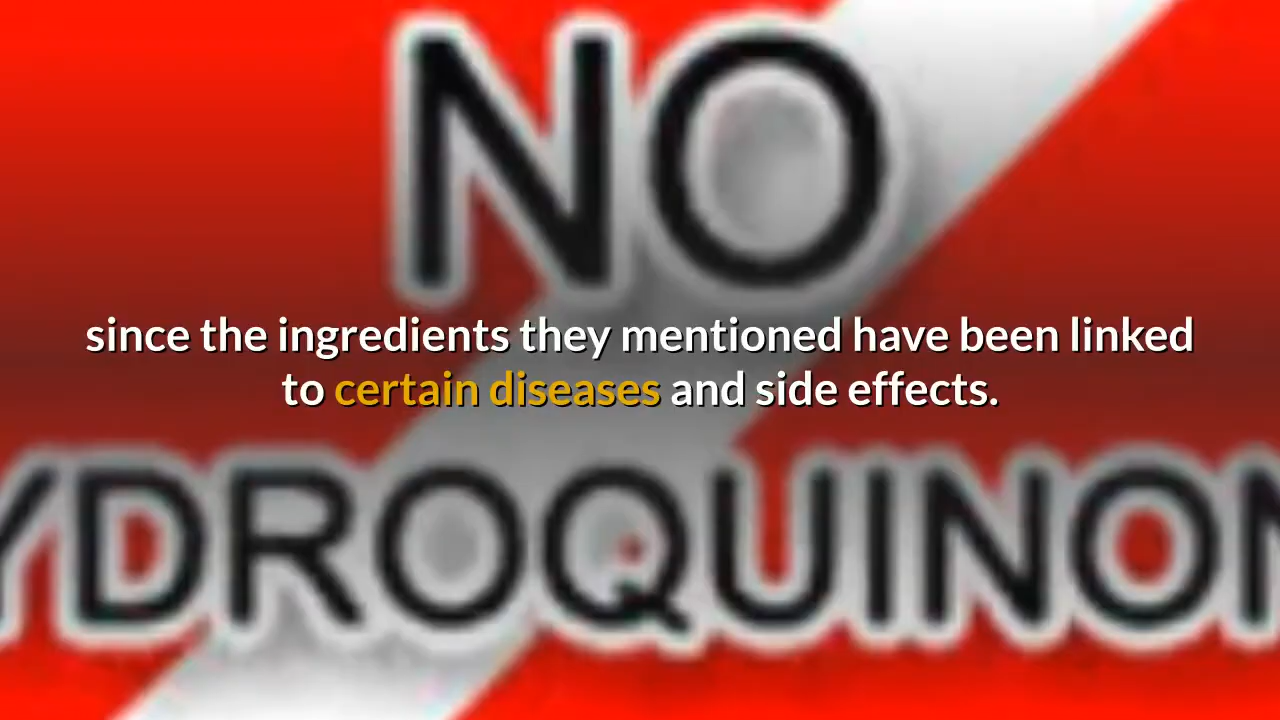 NO
since the ingredients they mentioned have been linked
to certain diseases and side effects.
YDROQUINON